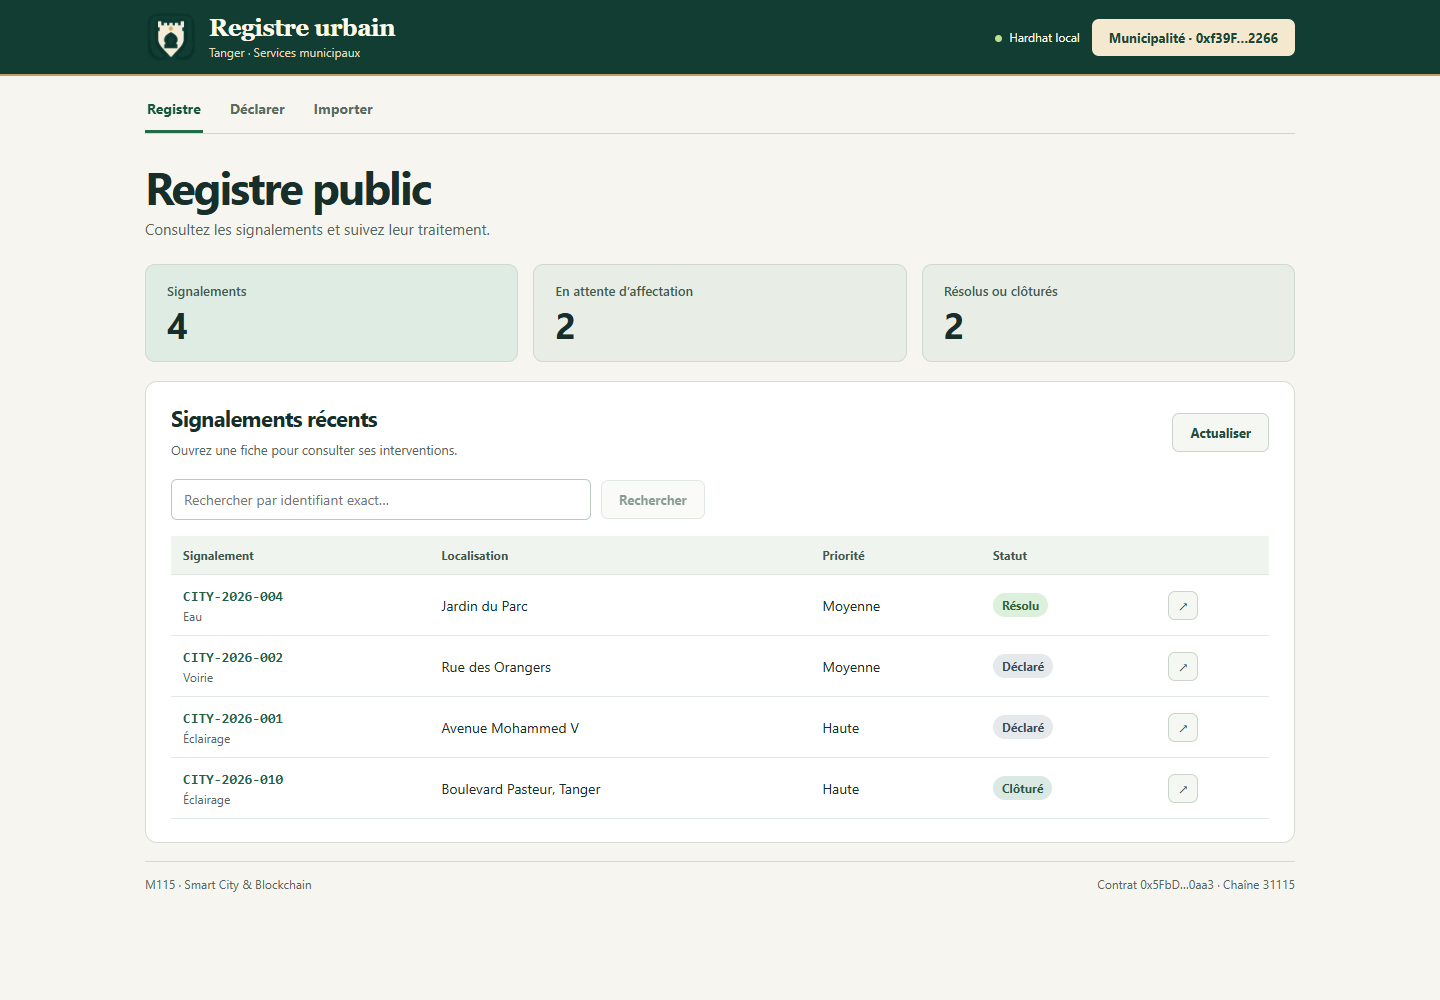 Registre urbain
Tanger · Services municipaux
Hardhat local
Municipalité · 0xf39F…2266
Registre
Déclarer
Importer
Registre public
Consultez les signalements et suivez leur traitement.
Signalements
4
En attente d’affectation
2
Résolus ou clôturés
2
Signalements récents
Ouvrez une fiche pour consulter ses interventions.
Actualiser
Rechercher par identifiant exact…
Rechercher
Signalement Localisation Priorité Statut
CITY-2026-004
Eau
Jardin du Parc
Moyenne
Résolu
↗
CITY-2026-002
Voirie
Rue des Orangers
Moyenne
Déclaré
↗
CITY-2026-001
Éclairage
Avenue Mohammed V
Haute
Déclaré
↗
CITY-2026-010
Éclairage
Boulevard Pasteur, Tanger
Haute
Clôturé
↗
M115 · Smart City & Blockchain
Contrat 0x5FbD…0aa3 · Chaîne 31115